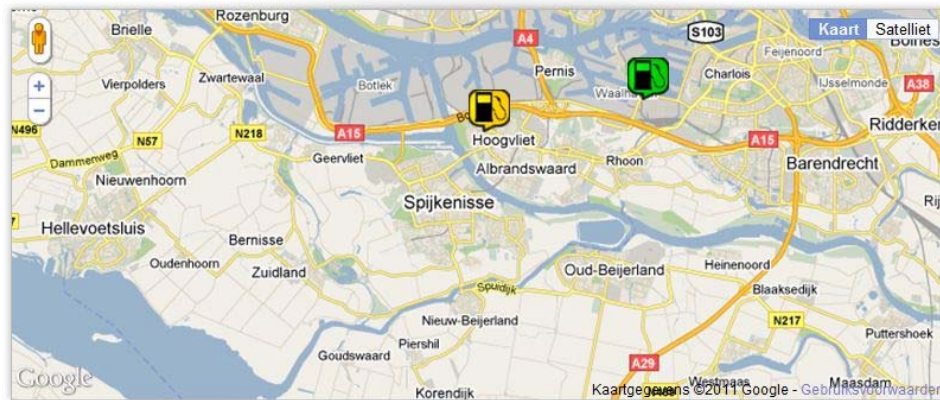 Rozenburg
Brielle
A4
S103
Kaart
Satelliet
Feijenoord
Vierpolders
Zwartewaal
Botlek
Pernis
Charlois
IJsselmonde
A38
N496
N57
N218
A15
Hoogvliet
A15
Ridderker
Dammenweg
Geervliet
Albrandswaard
Rhoon
Barendrecht
Nieuwenhoorn
Spijkenisse
Hellevoetsluis
Bernisse
Oudenhoorn
Zuidland
Oud-Beijerland
Heinenoord
Spuidijk
Blaaksedijk
Nieuw-Beijerland
N217
Puttershoek
Piershil
Goudswaard
A29
Google
Korendijk
Westmaas
Maasdam
Kaartgegevens ©2011 Google - Gebruiksvoorwaarden